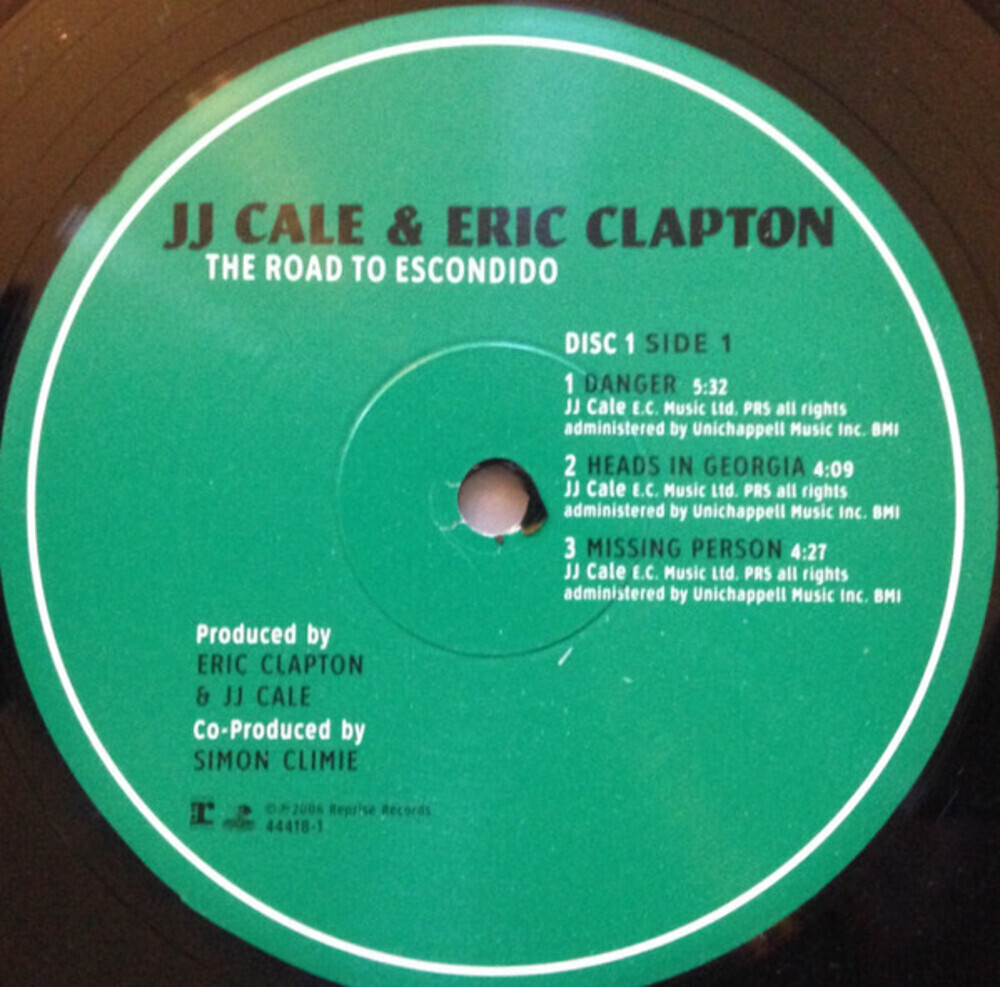 JJ CALE & ERIC CLAPTON
THE ROAD TO ESCONDIDO
DISC 1 SIDE 1
1 DANGER 5:32
JJ Cale E.C. Music Ltd. PRS all rights
administered by Unichappell Music Inc. BMI
2 HEADS IN GEORGIA 4:09
JJ Cale E.C. Music Ltd. PRS all rights
administered by Unichappell Music Inc. BMI
3 MISSING PERSON 4:27
JJ Cale E.C. Music Ltd. PRS all rights
administered by Unichappell Music Inc. BMI
Produced by
ERIC CLAPTON
& JJ CALE
Co-Produced by
SIMON CLIMIE
r
©℗2006 Reprise Records
44418-1